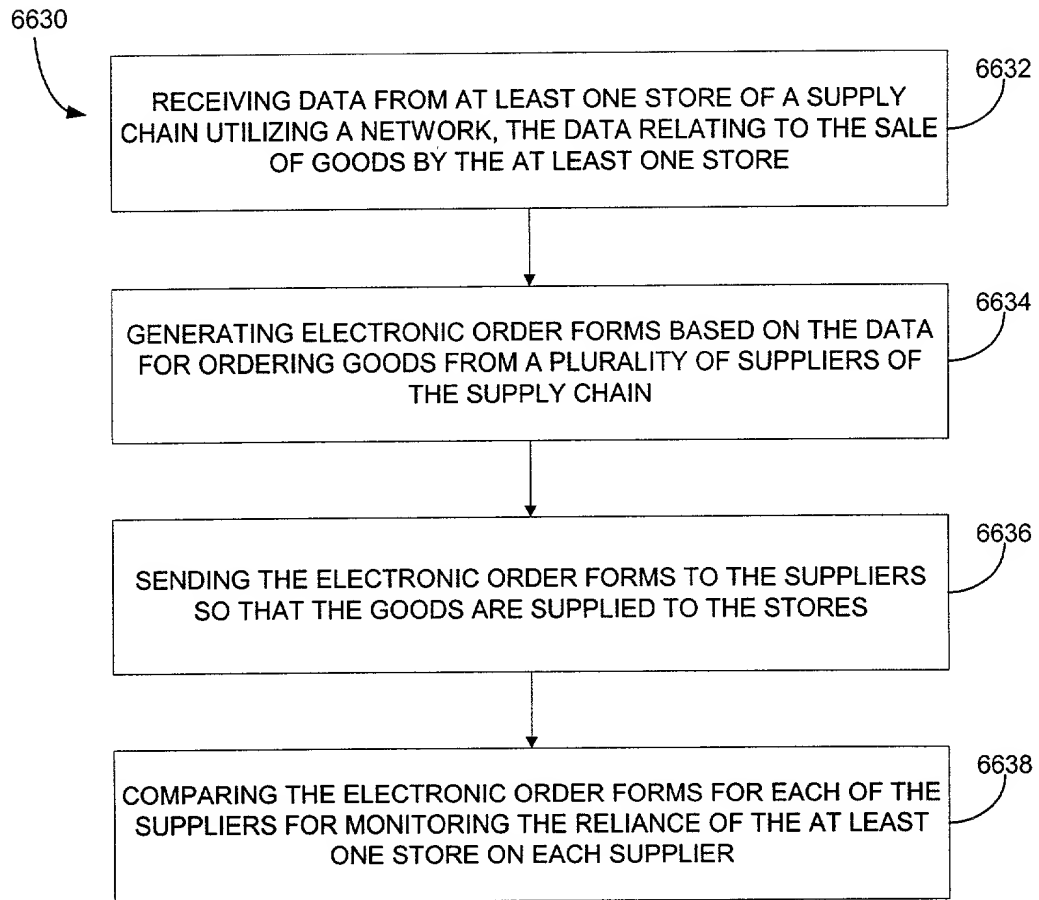 6630
6632
RECEIVING DATA FROM AT LEAST ONE STORE OF A SUPPLY
CHAIN UTILIZING A NETWORK, THE DATA RELATING TO THE SALE
OF GOODS BY THE AT LEAST ONE STORE
6634
GENERATING ELECTRONIC ORDER FORMS BASED ON THE DATA
FOR ORDERING GOODS FROM A PLURALITY OF SUPPLIERS OF
THE SUPPLY CHAIN
6636
SENDING THE ELECTRONIC ORDER FORMS TO THE SUPPLIERS
SO THAT THE GOODS ARE SUPPLIED TO THE STORES
6638
COMPARING THE ELECTRONIC ORDER FORMS FOR EACH OF THE
SUPPLIERS FOR MONITORING THE RELIANCE OF THE AT LEAST
ONE STORE ON EACH SUPPLIER